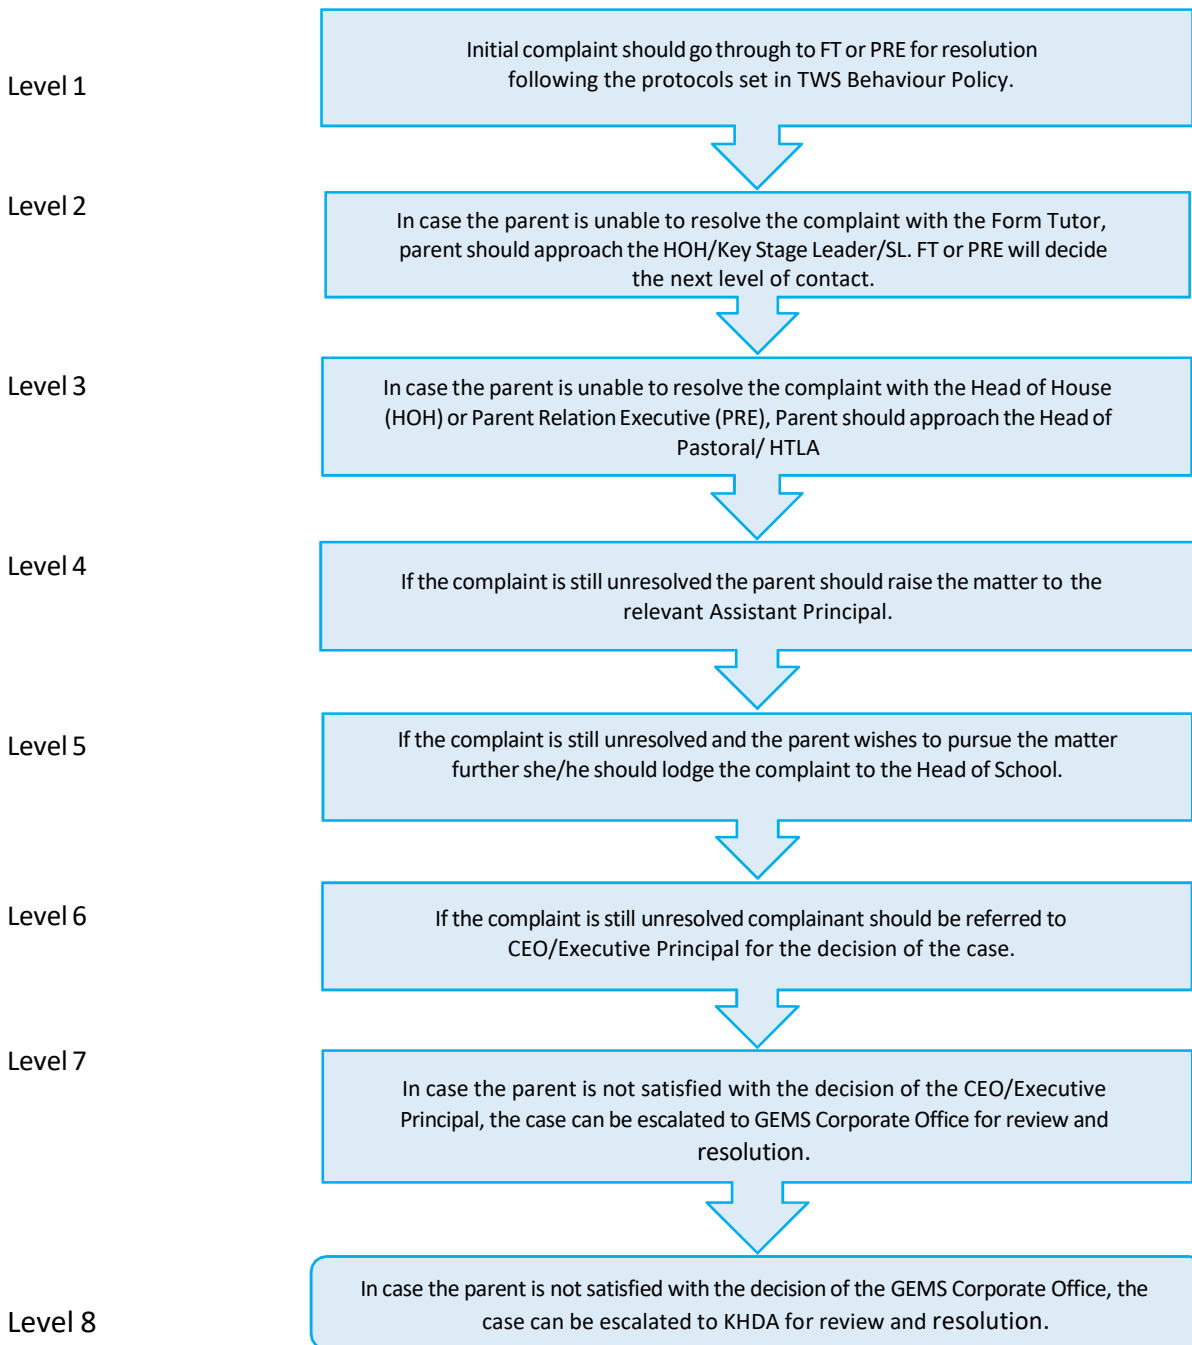 Level 1
Initial complaint should go through to FT or PRE for resolution
following the protocols set in TWS Behaviour Policy.
Level 2
In case the parent is unable to resolve the complaint with the Form Tutor,
parent should approach the HOH/Key Stage Leader/SL. FT or PRE will decide
the next level of contact.
Level 3
In case the parent is unable to resolve the complaint with the Head of House
(HOH) or Parent Relation Executive (PRE), Parent should approach the Head of
Pastoral/ HTLA
Level 4
If the complaint is still unresolved the parent should raise the matter to the
relevant Assistant Principal.
Level 5
If the complaint is still unresolved and the parent wishes to pursue the matter
further she/he should lodge the complaint to the Head of School.
Level 6
If the complaint is still unresolved complainant should be referred to
CEO/Executive Principal for the decision of the case.
Level 7
In case the parent is not satisfied with the decision of the CEO/Executive
Principal, the case can be escalated to GEMS Corporate Office for review and
resolution.
Level 8
In case the parent is not satisfied with the decision of the GEMS Corporate Office, the
case can be escalated to KHDA for review and resolution.